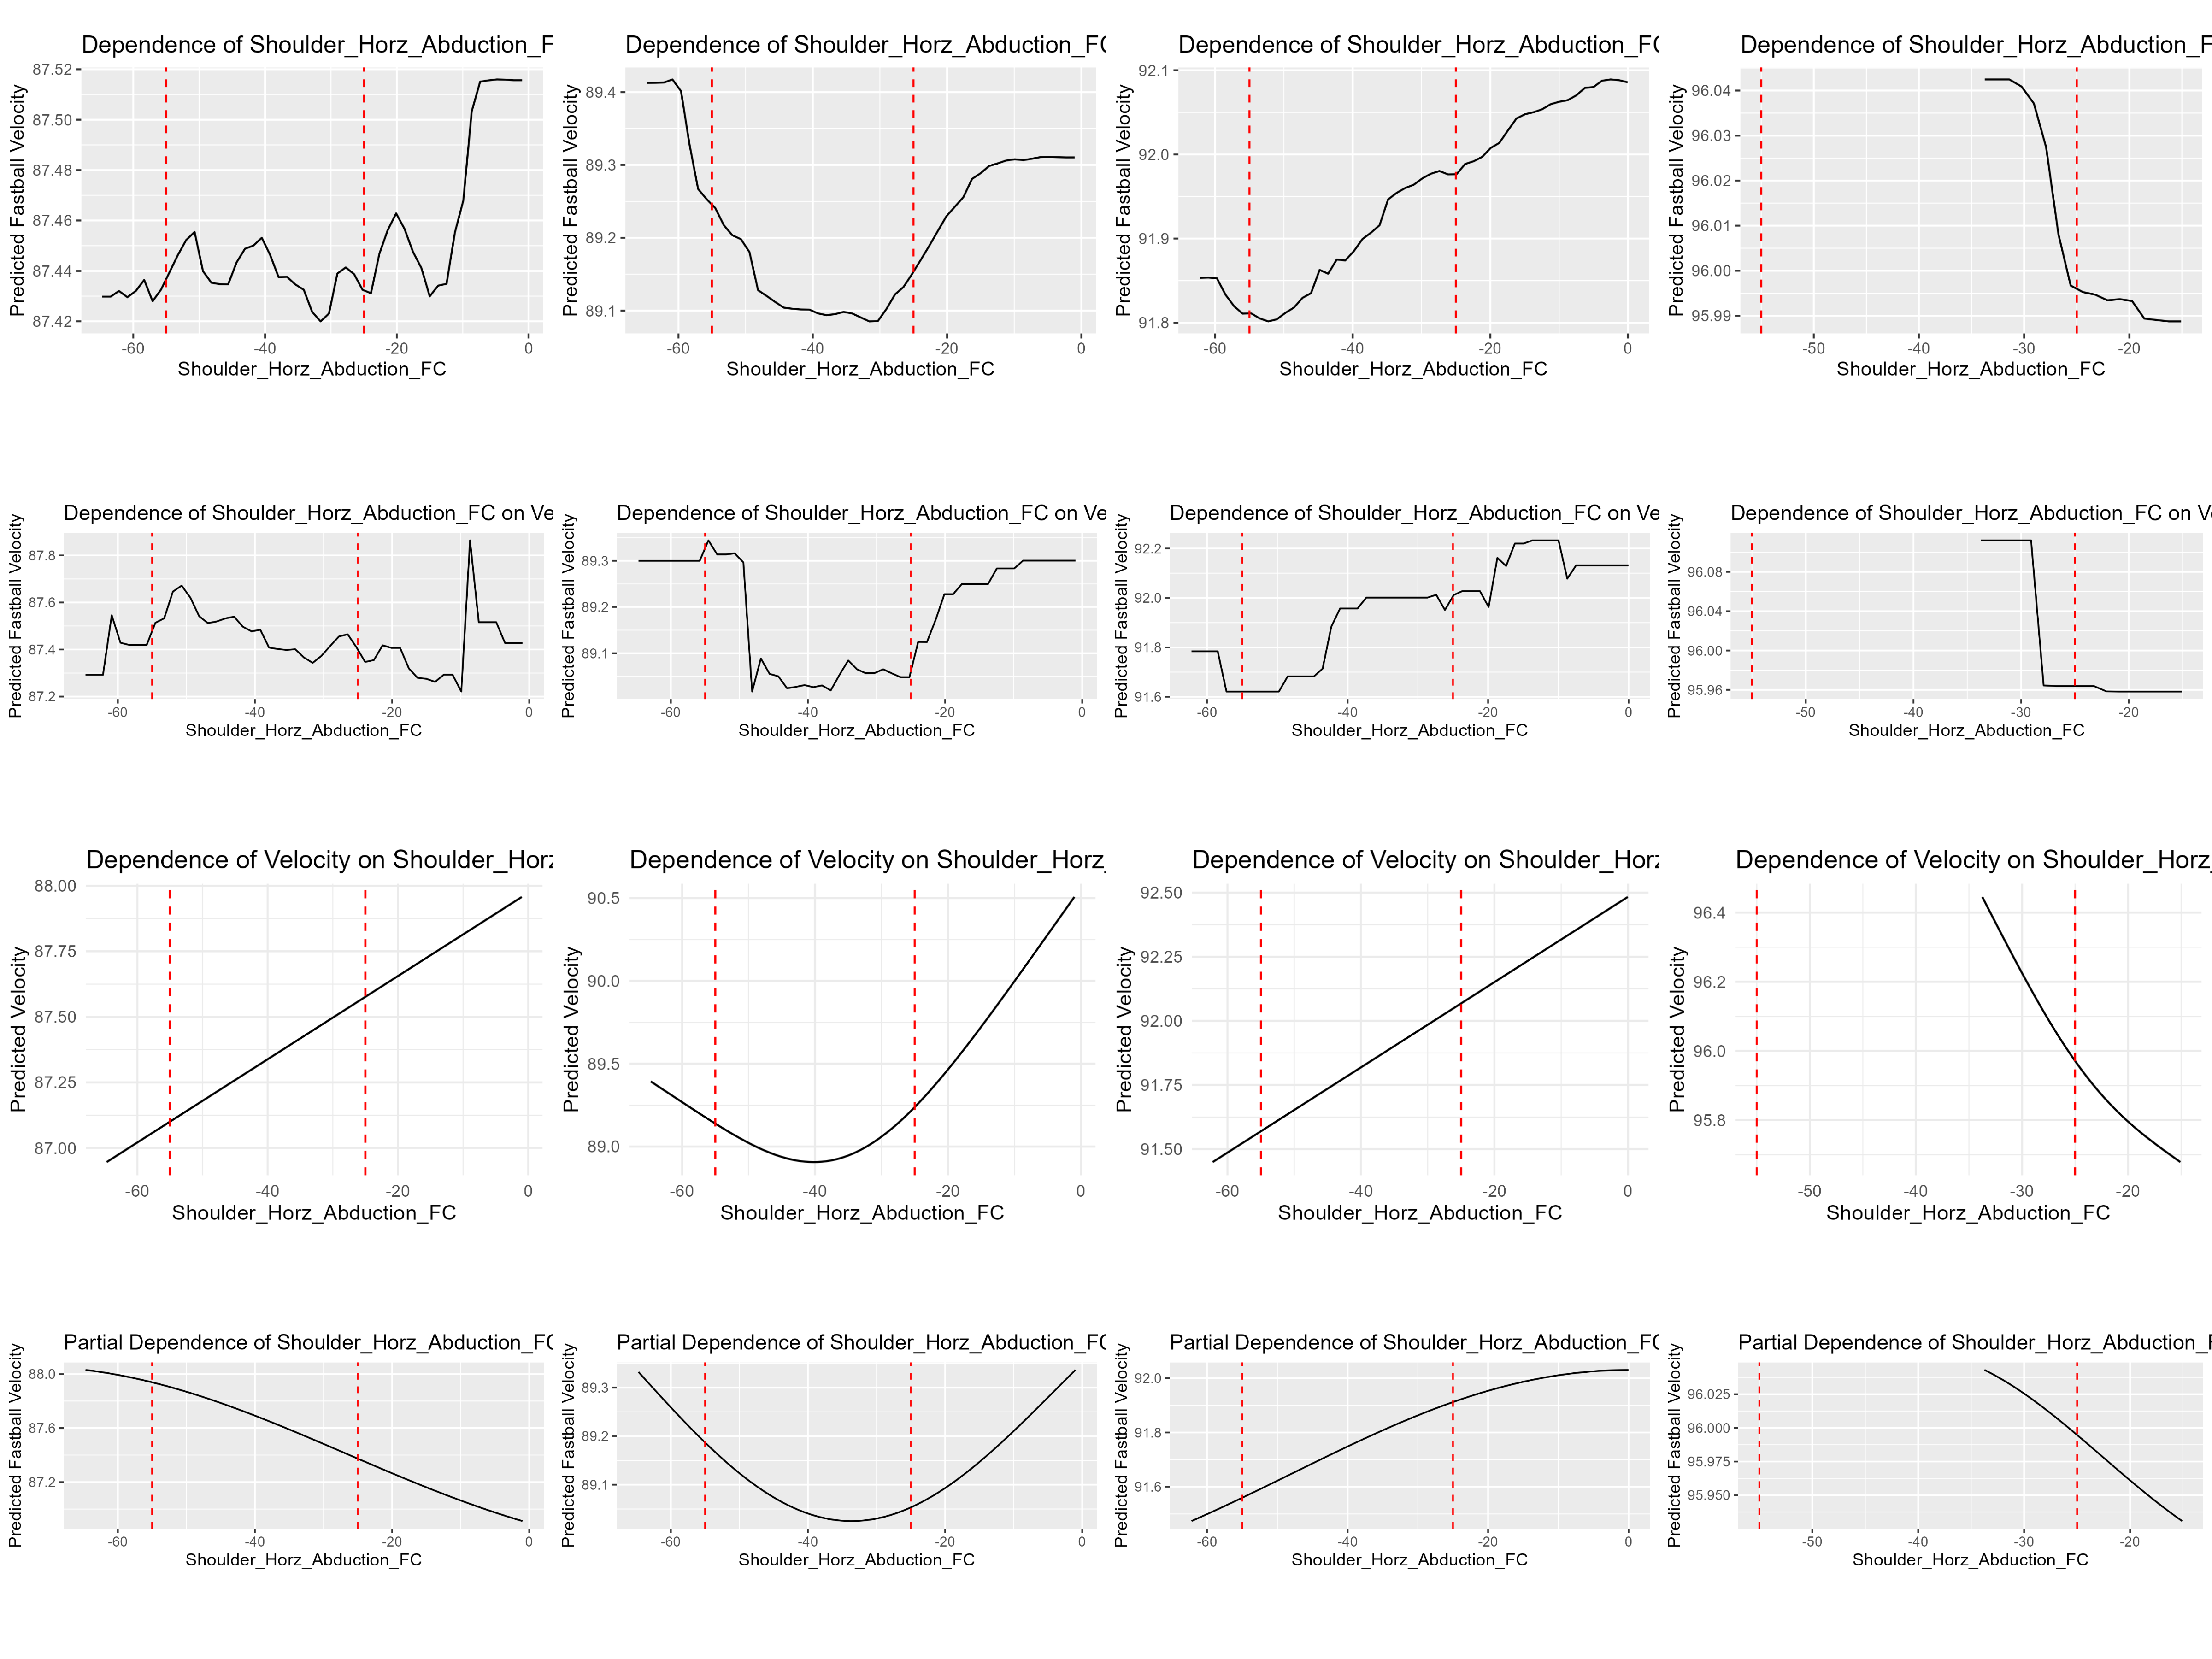 Dependence of Shoulder_Horz_Abduction_F
Predicted Fastball Velocity
87.52
87.50
87.48
87.46
87.44
87.42
-60 -40 -20 0
Shoulder_Horz_Abduction_FC
Dependence of Shoulder_Horz_Abduction_FC
Predicted Fastball Velocity
89.4
89.3
89.2
89.1
-60 -40 -20 0
Shoulder_Horz_Abduction_FC
Dependence of Shoulder_Horz_Abduction_FC
Predicted Fastball Velocity
92.1
92.0
91.9
91.8
-60 -40 -20 0
Shoulder_Horz_Abduction_FC
Dependence of Shoulder_Horz_Abduction_F
Predicted Fastball Velocity
96.04
96.03
96.02
96.01
96.00
95.99
-50 -40 -30 -20
Shoulder_Horz_Abduction_FC
Dependence of Shoulder_Horz_Abduction_FC on Ve
Predicted Fastball Velocity
87.8
87.6
87.4
87.2
-60 -40 -20 0
Shoulder_Horz_Abduction_FC
Dependence of Shoulder_Horz_Abduction_FC on Ve
Predicted Fastball Velocity
89.3
89.2
89.1
-60 -40 -20 0
Shoulder_Horz_Abduction_FC
Dependence of Shoulder_Horz_Abduction_FC on Ve
Predicted Fastball Velocity
92.2
92.0
91.8
91.6
-60 -40 -20 0
Shoulder_Horz_Abduction_FC
Dependence of Shoulder_Horz_Abduction_FC on Ve
Predicted Fastball Velocity
96.08
96.04
96.00
95.96
-50 -40 -30 -20
Shoulder_Horz_Abduction_FC
Dependence of Velocity on Shoulder_Horz
Predicted Velocity
88.00
87.75
87.50
87.25
87.00
-60 -40 -20 0
Shoulder_Horz_Abduction_FC
Dependence of Velocity on Shoulder_Horz_
Predicted Velocity
90.5
90.0
89.5
89.0
-60 -40 -20 0
Shoulder_Horz_Abduction_FC
Dependence of Velocity on Shoulder_Horz
Predicted Velocity
92.50
92.25
92.00
91.75
91.50
-60 -40 -20 0
Shoulder_Horz_Abduction_FC
Dependence of Velocity on Shoulder_Horz_
Predicted Velocity
96.4
96.2
96.0
95.8
-50 -40 -30 -20
Shoulder_Horz_Abduction_FC
Partial Dependence of Shoulder_Horz_Abduction_FC
Predicted Fastball Velocity
88.0
87.6
87.2
-60 -40 -20 0
Shoulder_Horz_Abduction_FC
Partial Dependence of Shoulder_Horz_Abduction_FC
Predicted Fastball Velocity
89.3
89.2
89.1
-60 -40 -20 0
Shoulder_Horz_Abduction_FC
Partial Dependence of Shoulder_Horz_Abduction_FC
Predicted Fastball Velocity
92.0
91.8
91.6
-60 -40 -20 0
Shoulder_Horz_Abduction_FC
Partial Dependence of Shoulder_Horz_Abduction_F
Predicted Fastball Velocity
96.025
96.000
95.975
95.950
-50 -40 -30 -20
Shoulder_Horz_Abduction_FC